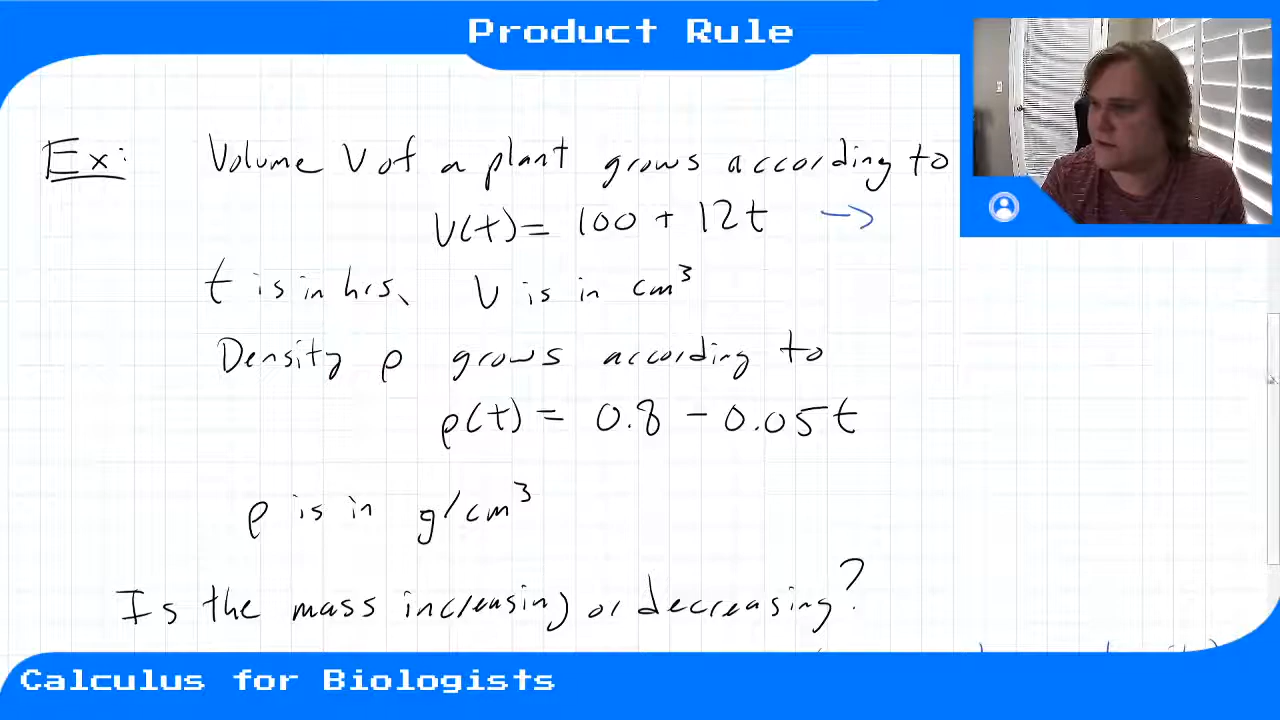 Product Rule
Ex: Volume V of a plant grows according to
V(t) = 100 + 12t →
t is in hrs, V is in cm³
Density ρ grows according to
ρ(t) = 0.8 - 0.05t
ρ is in g/cm³
Is the mass increasing or decreasing?
Calculus for Biologists